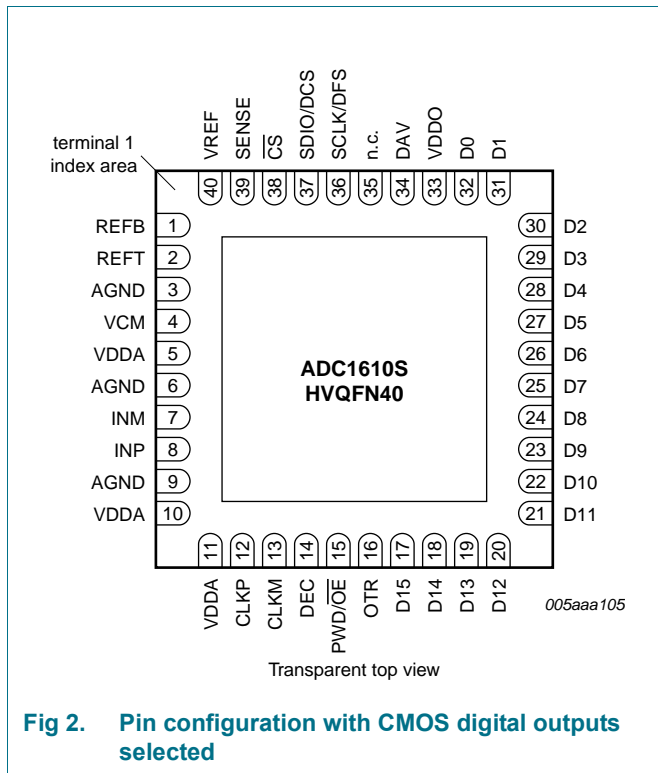 terminal 1
index area
VREF
SENSE
CS
SDIO/DCS
SCLK/DFS
n.c.
DAV
VDDO
D0
D1
40
39
38
37
36
35
34
33
32
31
REFB 1
REFT 2
AGND 3
VCM 4
VDDA 5
AGND 6
INM 7
INP 8
AGND 9
VDDA 10
ADC1610S
HVQFN40
30 D2
29 D3
28 D4
27 D5
26 D6
25 D7
24 D8
23 D9
22 D10
21 D11
11
12
13
14
15
16
17
18
19
20
VDDA
CLKP
CLKM
DEC
PWD/OE
OTR
D15
D14
D13
D12
005aaa105
Transparent top view
Fig 2. Pin configuration with CMOS digital outputs
selected